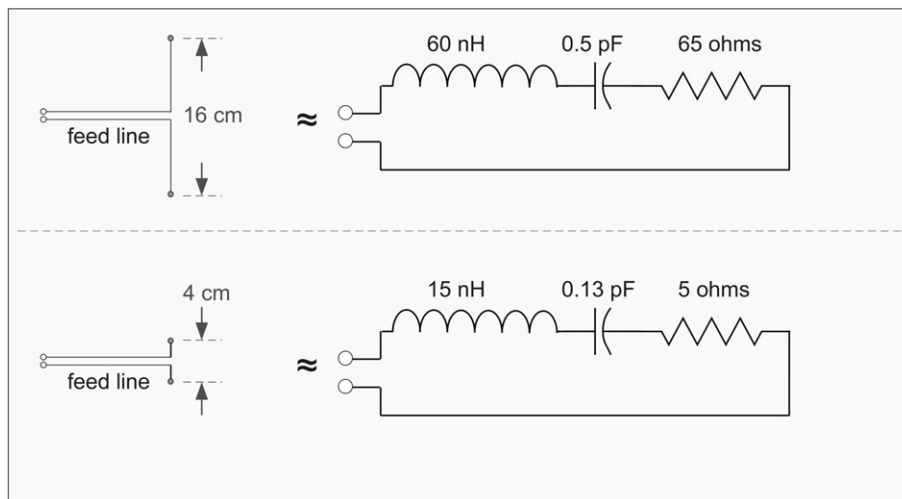 60 nH 0.5 pF 65 ohms
16 cm
≈
feed line
4 cm
15 nH 0.13 pF 5 ohms
≈
feed line